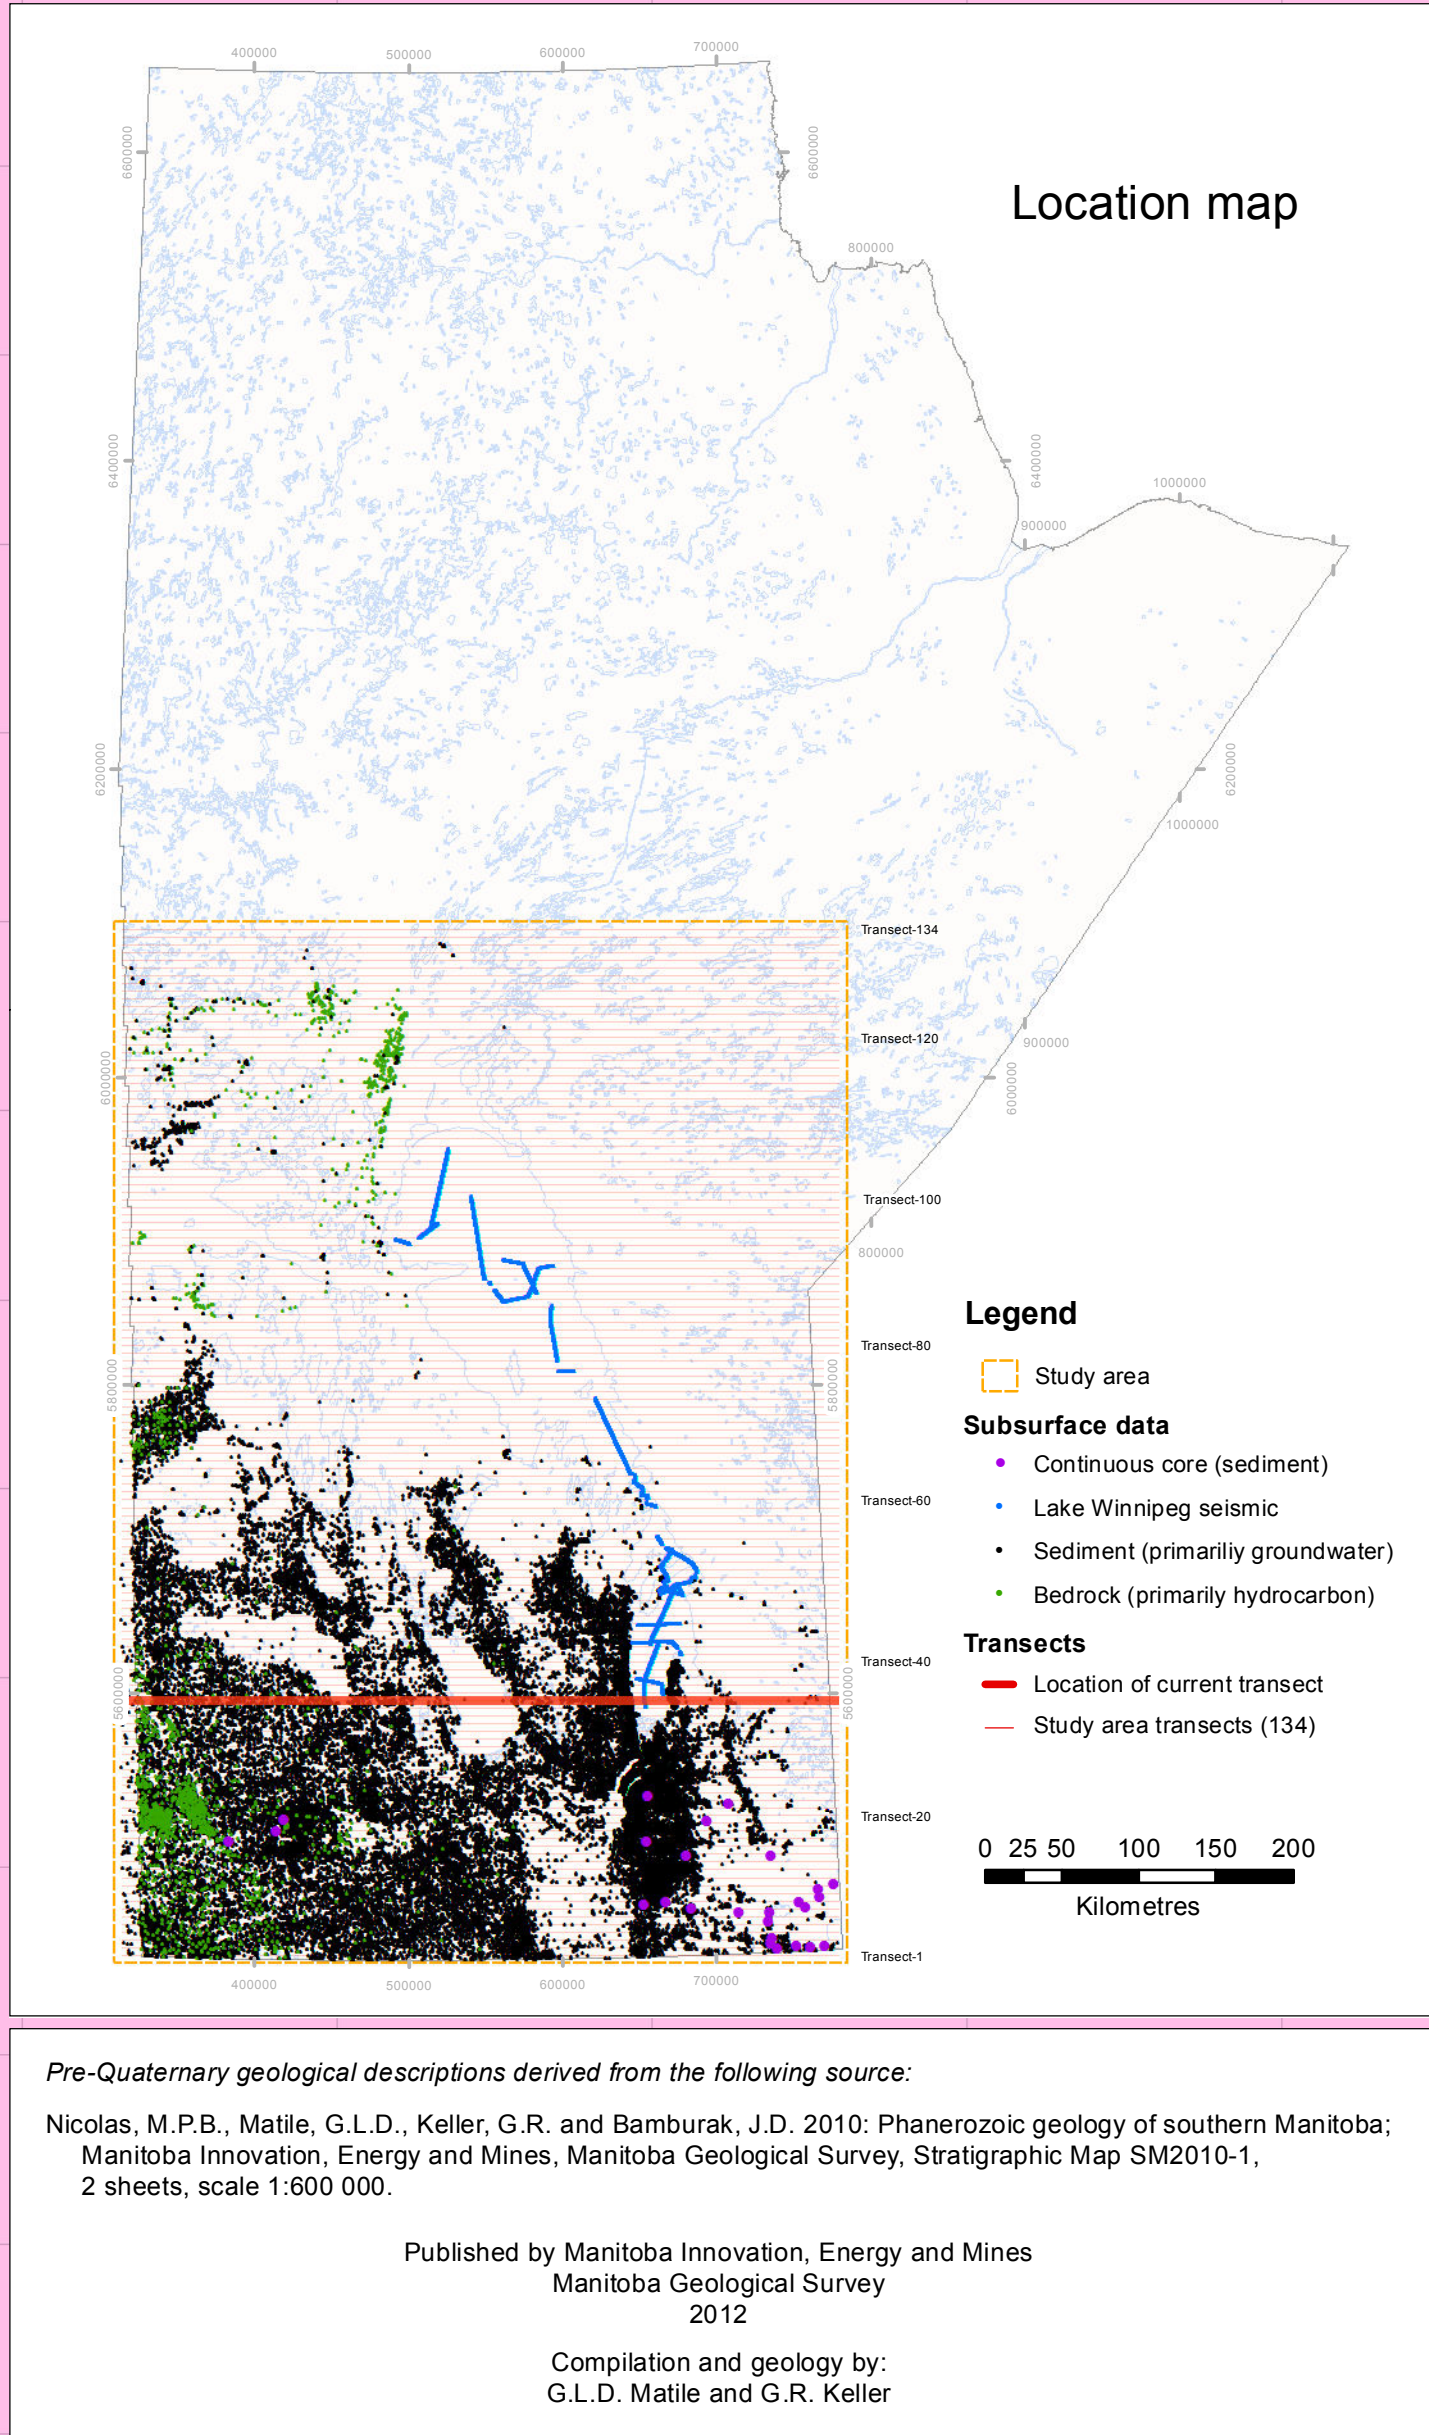 400000
500000
600000
700000
6600000
6600000
Location map
800000
6400000
6400000
1000000
900000
6200000
6200000
1000000
Transect-134
Transect-120
900000
6000000
6000000
Transect-100
800000
Legend
Transect-80
5800000
5800000
Study area
Subsurface data
Continuous core (sediment)
Transect-60
Lake Winnipeg seismic
Sediment (primariliy groundwater)
Bedrock (primarily hydrocarbon)
Transects
Transect-40
5600000
5600000
Location of current transect
Study area transects (134)
Transect-20
0 25 50 100 150 200
Kilometres
Transect-1
400000
500000
600000
700000
Pre-Quaternary geological descriptions derived from the following source:
Nicolas, M.P.B., Matile, G.L.D., Keller, G.R. and Bamburak, J.D. 2010: Phanerozoic geology of southern Manitoba;
Manitoba Innovation, Energy and Mines, Manitoba Geological Survey, Stratigraphic Map SM2010-1,
2 sheets, scale 1:600 000.
Published by Manitoba Innovation, Energy and Mines
Manitoba Geological Survey
2012
Compilation and geology by:
G.L.D. Matile and G.R. Keller